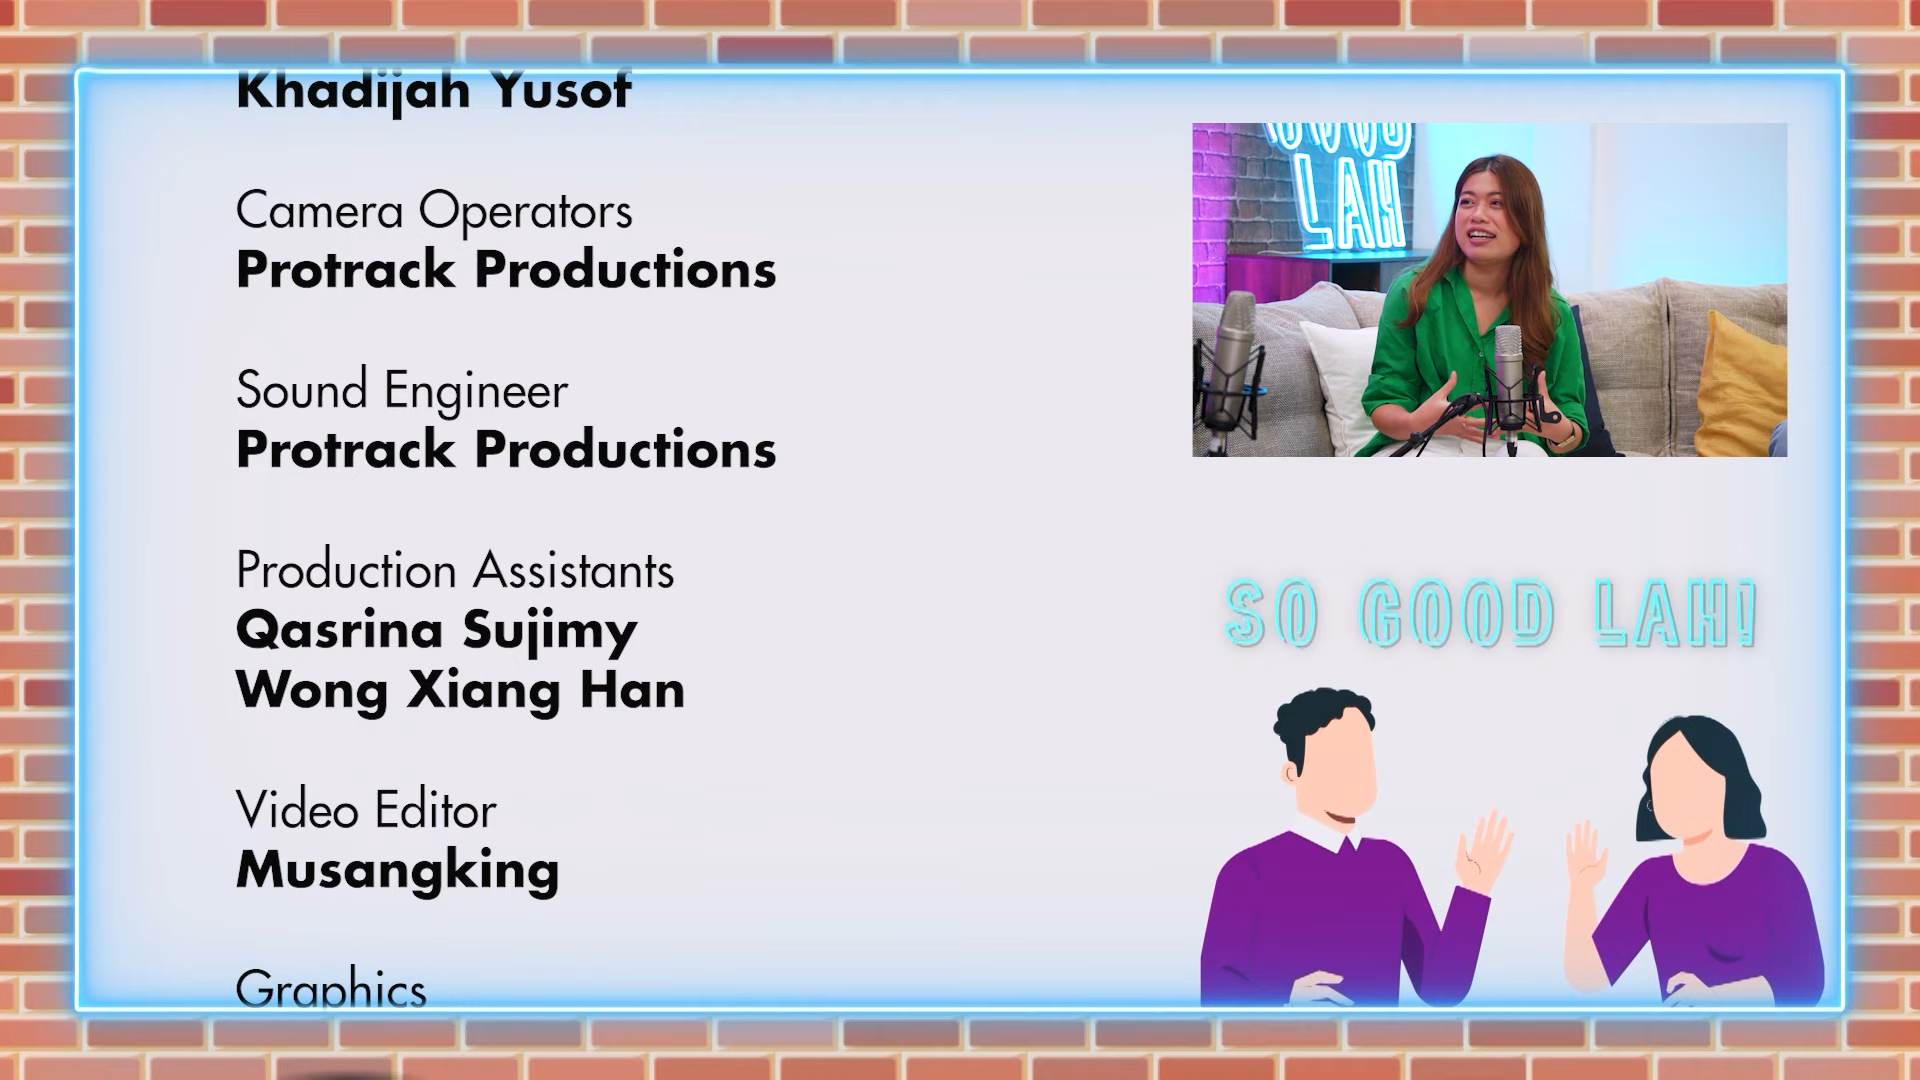 Khadijah Yusof
Camera Operators
Protrack Productions
Sound Engineer
Protrack Productions
Production Assistants
Qasrina Sujimy
Wong Xiang Han
Video Editor
Musangking
Graphics
GOOD
LAH
SO GOOD LAH!